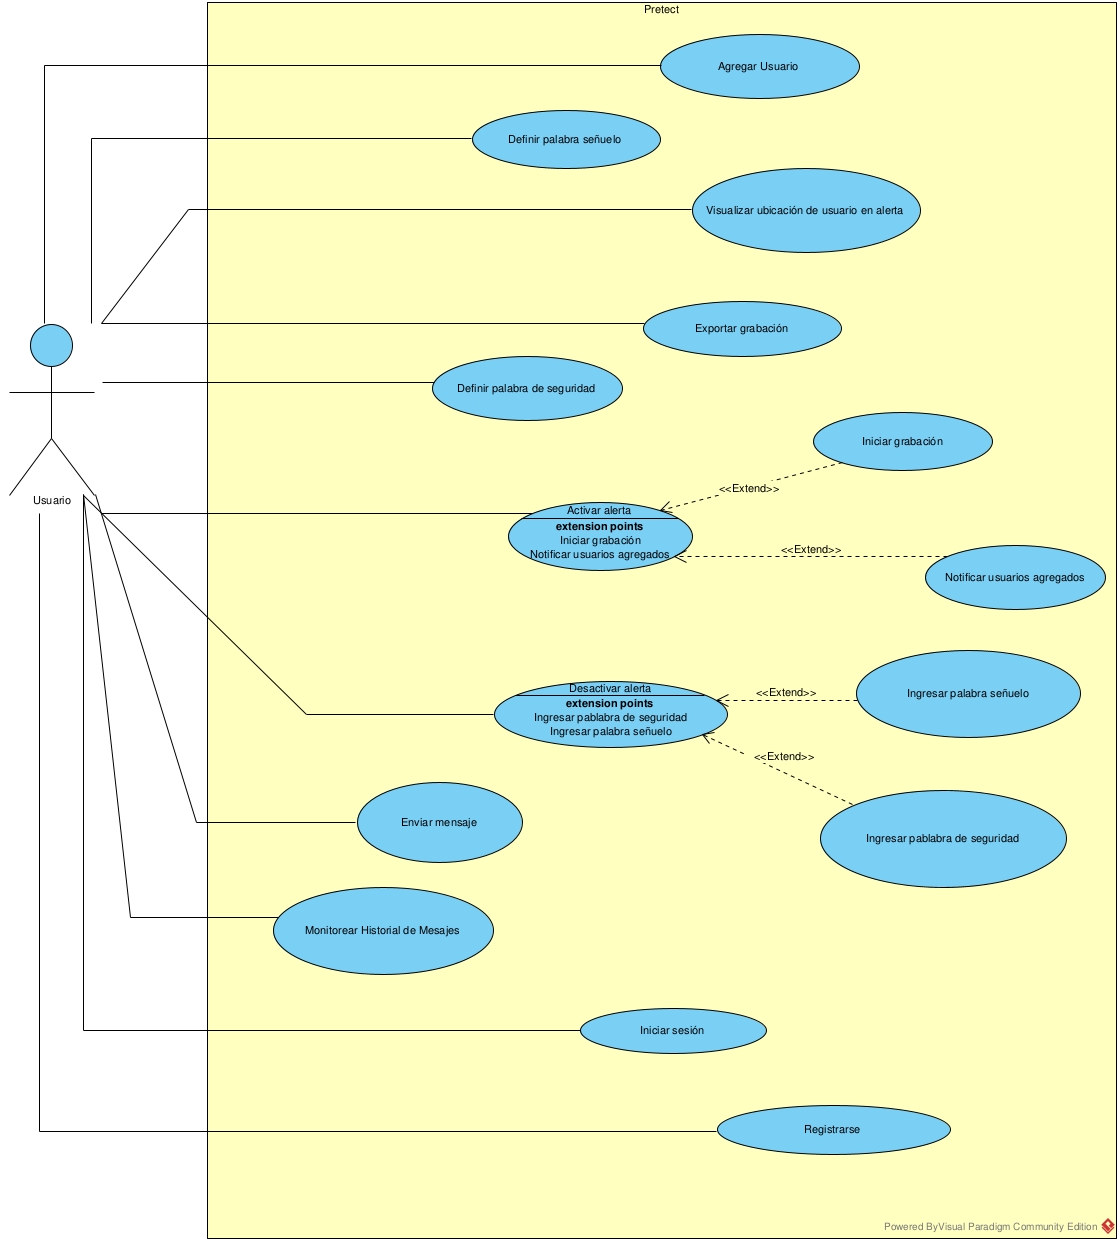 Pretect
Agregar Usuario
Definir palabra señuelo
Visualizar ubicación de usuario en alerta
Exportar grabación
Definir palabra de seguridad
Iniciar grabación
<<Extend>>
Usuario
Activar alerta
extension points
Iniciar grabación
Notificar usuarios agregados
<<Extend>>
Notificar usuarios agregados
Desactivar alerta
extension points
Ingresar pablabra de seguridad
Ingresar palabra señuelo
<<Extend>>
Ingresar palabra señuelo
<<Extend>>
Ingresar pablabra de seguridad
Enviar mensaje
Monitorear Historial de Mesajes
Iniciar sesión
Registrarse
Powered ByVisual Paradigm Community Edition